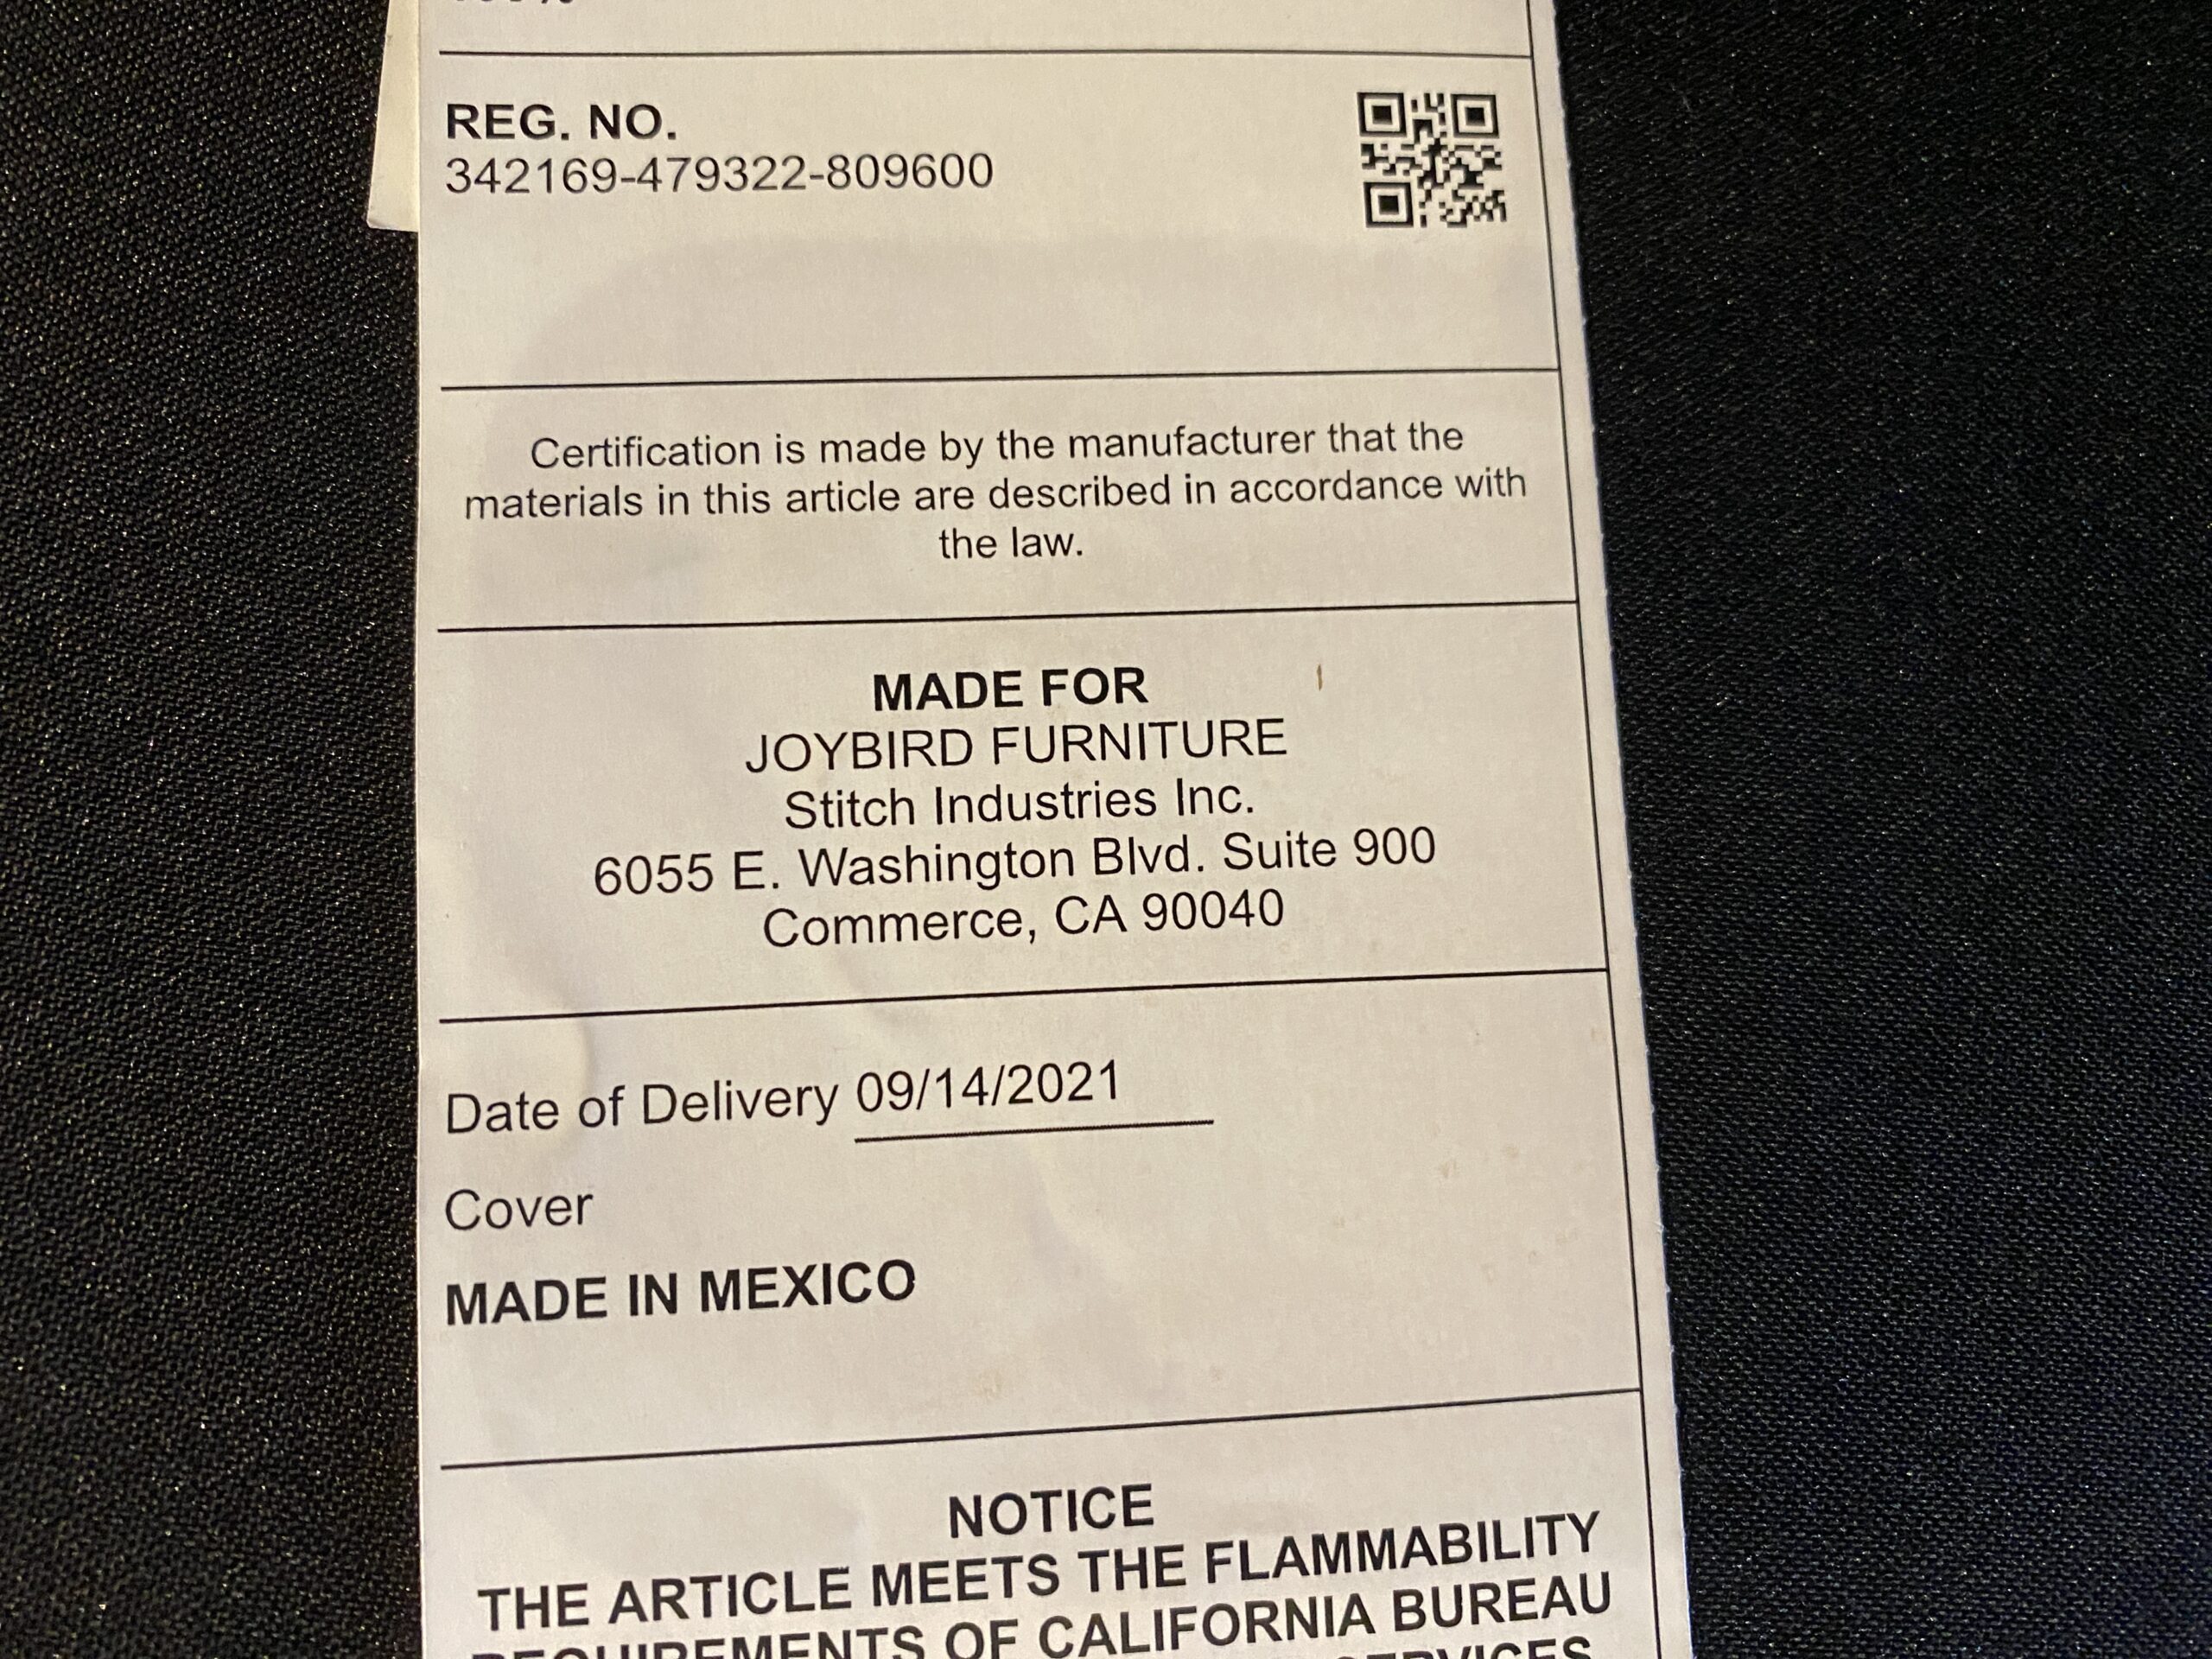 REG. NO.
342169-479322-809600
Certification is made by the manufacturer that the
materials in this article are described in accordance with
the law.
MADE FOR
JOYBIRD FURNITURE
Stitch Industries Inc.
6055 E. Washington Blvd. Suite 900
Commerce, CA 90040
Date of Delivery 09/14/2021
Cover
MADE IN MEXICO
NOTICE
THE ARTICLE MEETS THE FLAMMABILITY
REQUIREMENTS OF CALIFORNIA BUREAU
SERVICES